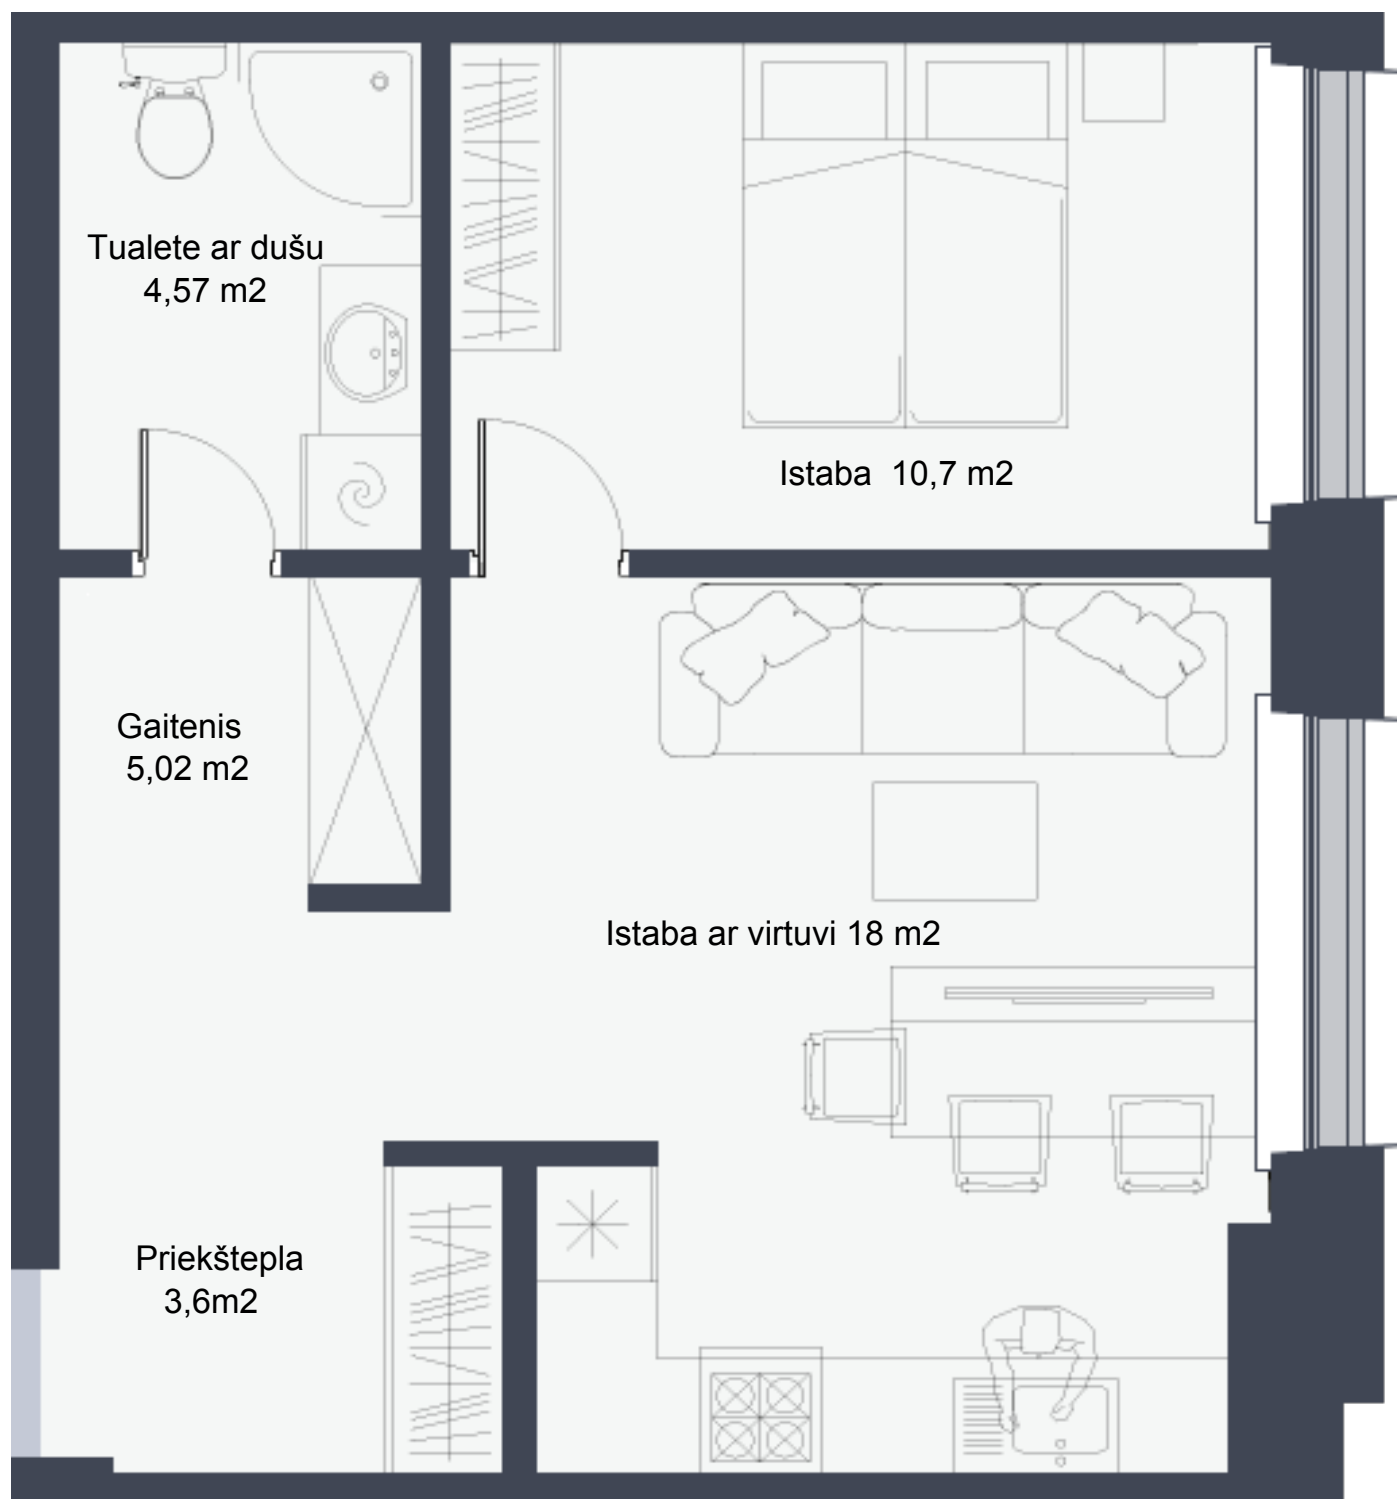 Tualete ar dušu
4,57 m2
Istaba  10,7 m2
Gaitenis
5,02 m2
Istaba ar virtuvi 18 m2
Priekštepla
3,6m2